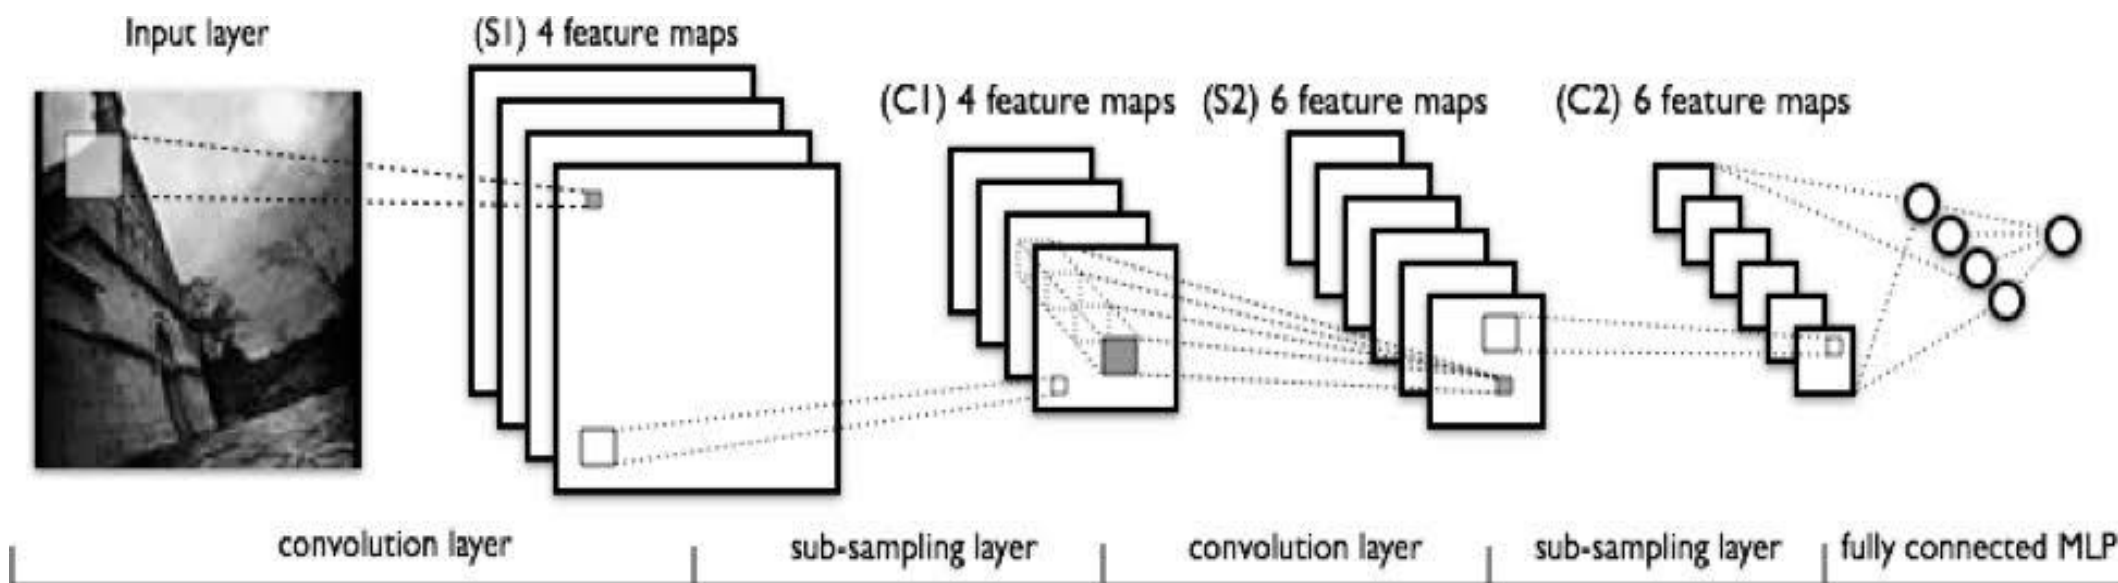 Input layer
(S1) 4 feature maps
(C1) 4 feature maps
(S2) 6 feature maps
(C2) 6 feature maps
convolution layer
sub-sampling layer
convolution layer
sub-sampling layer
fully connected MLP